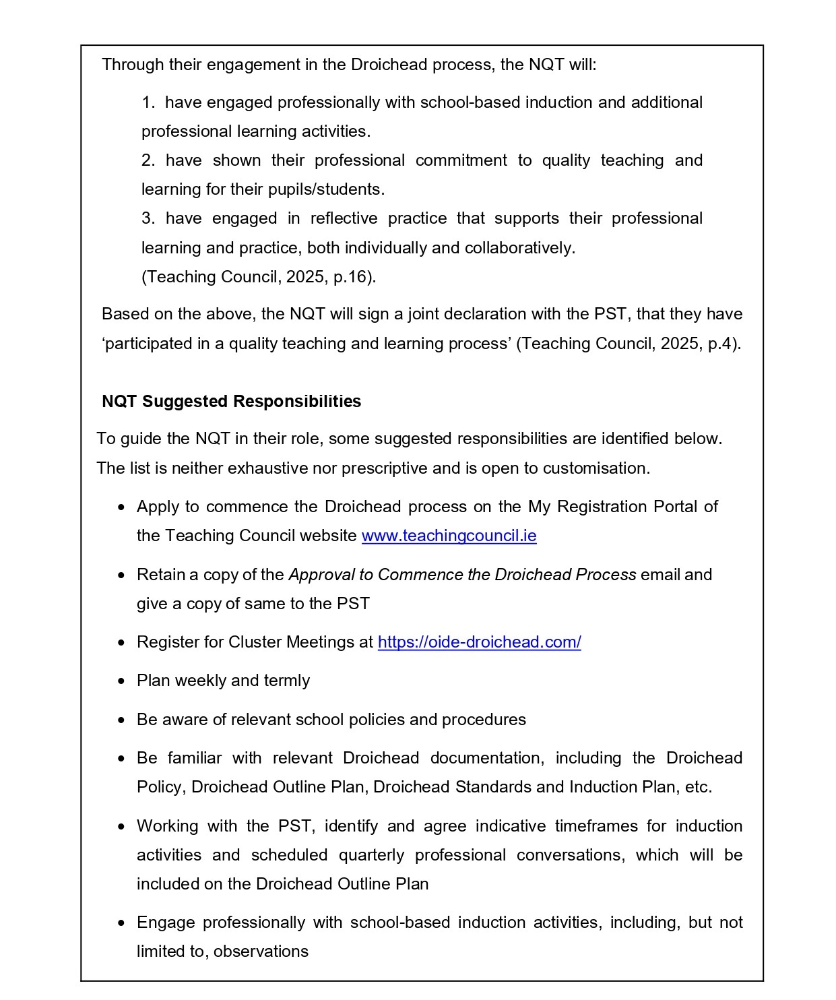 Through their engagement in the Droichead process, the NQT will:
1. have engaged professionally with school-based induction and additional
professional learning activities.
2. have shown their professional commitment to quality teaching and
learning for their pupils/students.
3. have engaged in reflective practice that supports their professional
learning and practice, both individually and collaboratively.
(Teaching Council, 2025, p.16).
Based on the above, the NQT will sign a joint declaration with the PST, that they have
‘participated in a quality teaching and learning process’ (Teaching Council, 2025, p.4).
NQT Suggested Responsibilities
To guide the NQT in their role, some suggested responsibilities are identified below.
The list is neither exhaustive nor prescriptive and is open to customisation.
• Apply to commence the Droichead process on the My Registration Portal of
the Teaching Council website www.teachingcouncil.ie
• Retain a copy of the Approval to Commence the Droichead Process email and
give a copy of same to the PST
• Register for Cluster Meetings at https://oide-droichead.com/
• Plan weekly and termly
• Be aware of relevant school policies and procedures
• Be familiar with relevant Droichead documentation, including the Droichead
Policy, Droichead Outline Plan, Droichead Standards and Induction Plan, etc.
• Working with the PST, identify and agree indicative timeframes for induction
activities and scheduled quarterly professional conversations, which will be
included on the Droichead Outline Plan
• Engage professionally with school-based induction activities, including, but not
limited to, observations